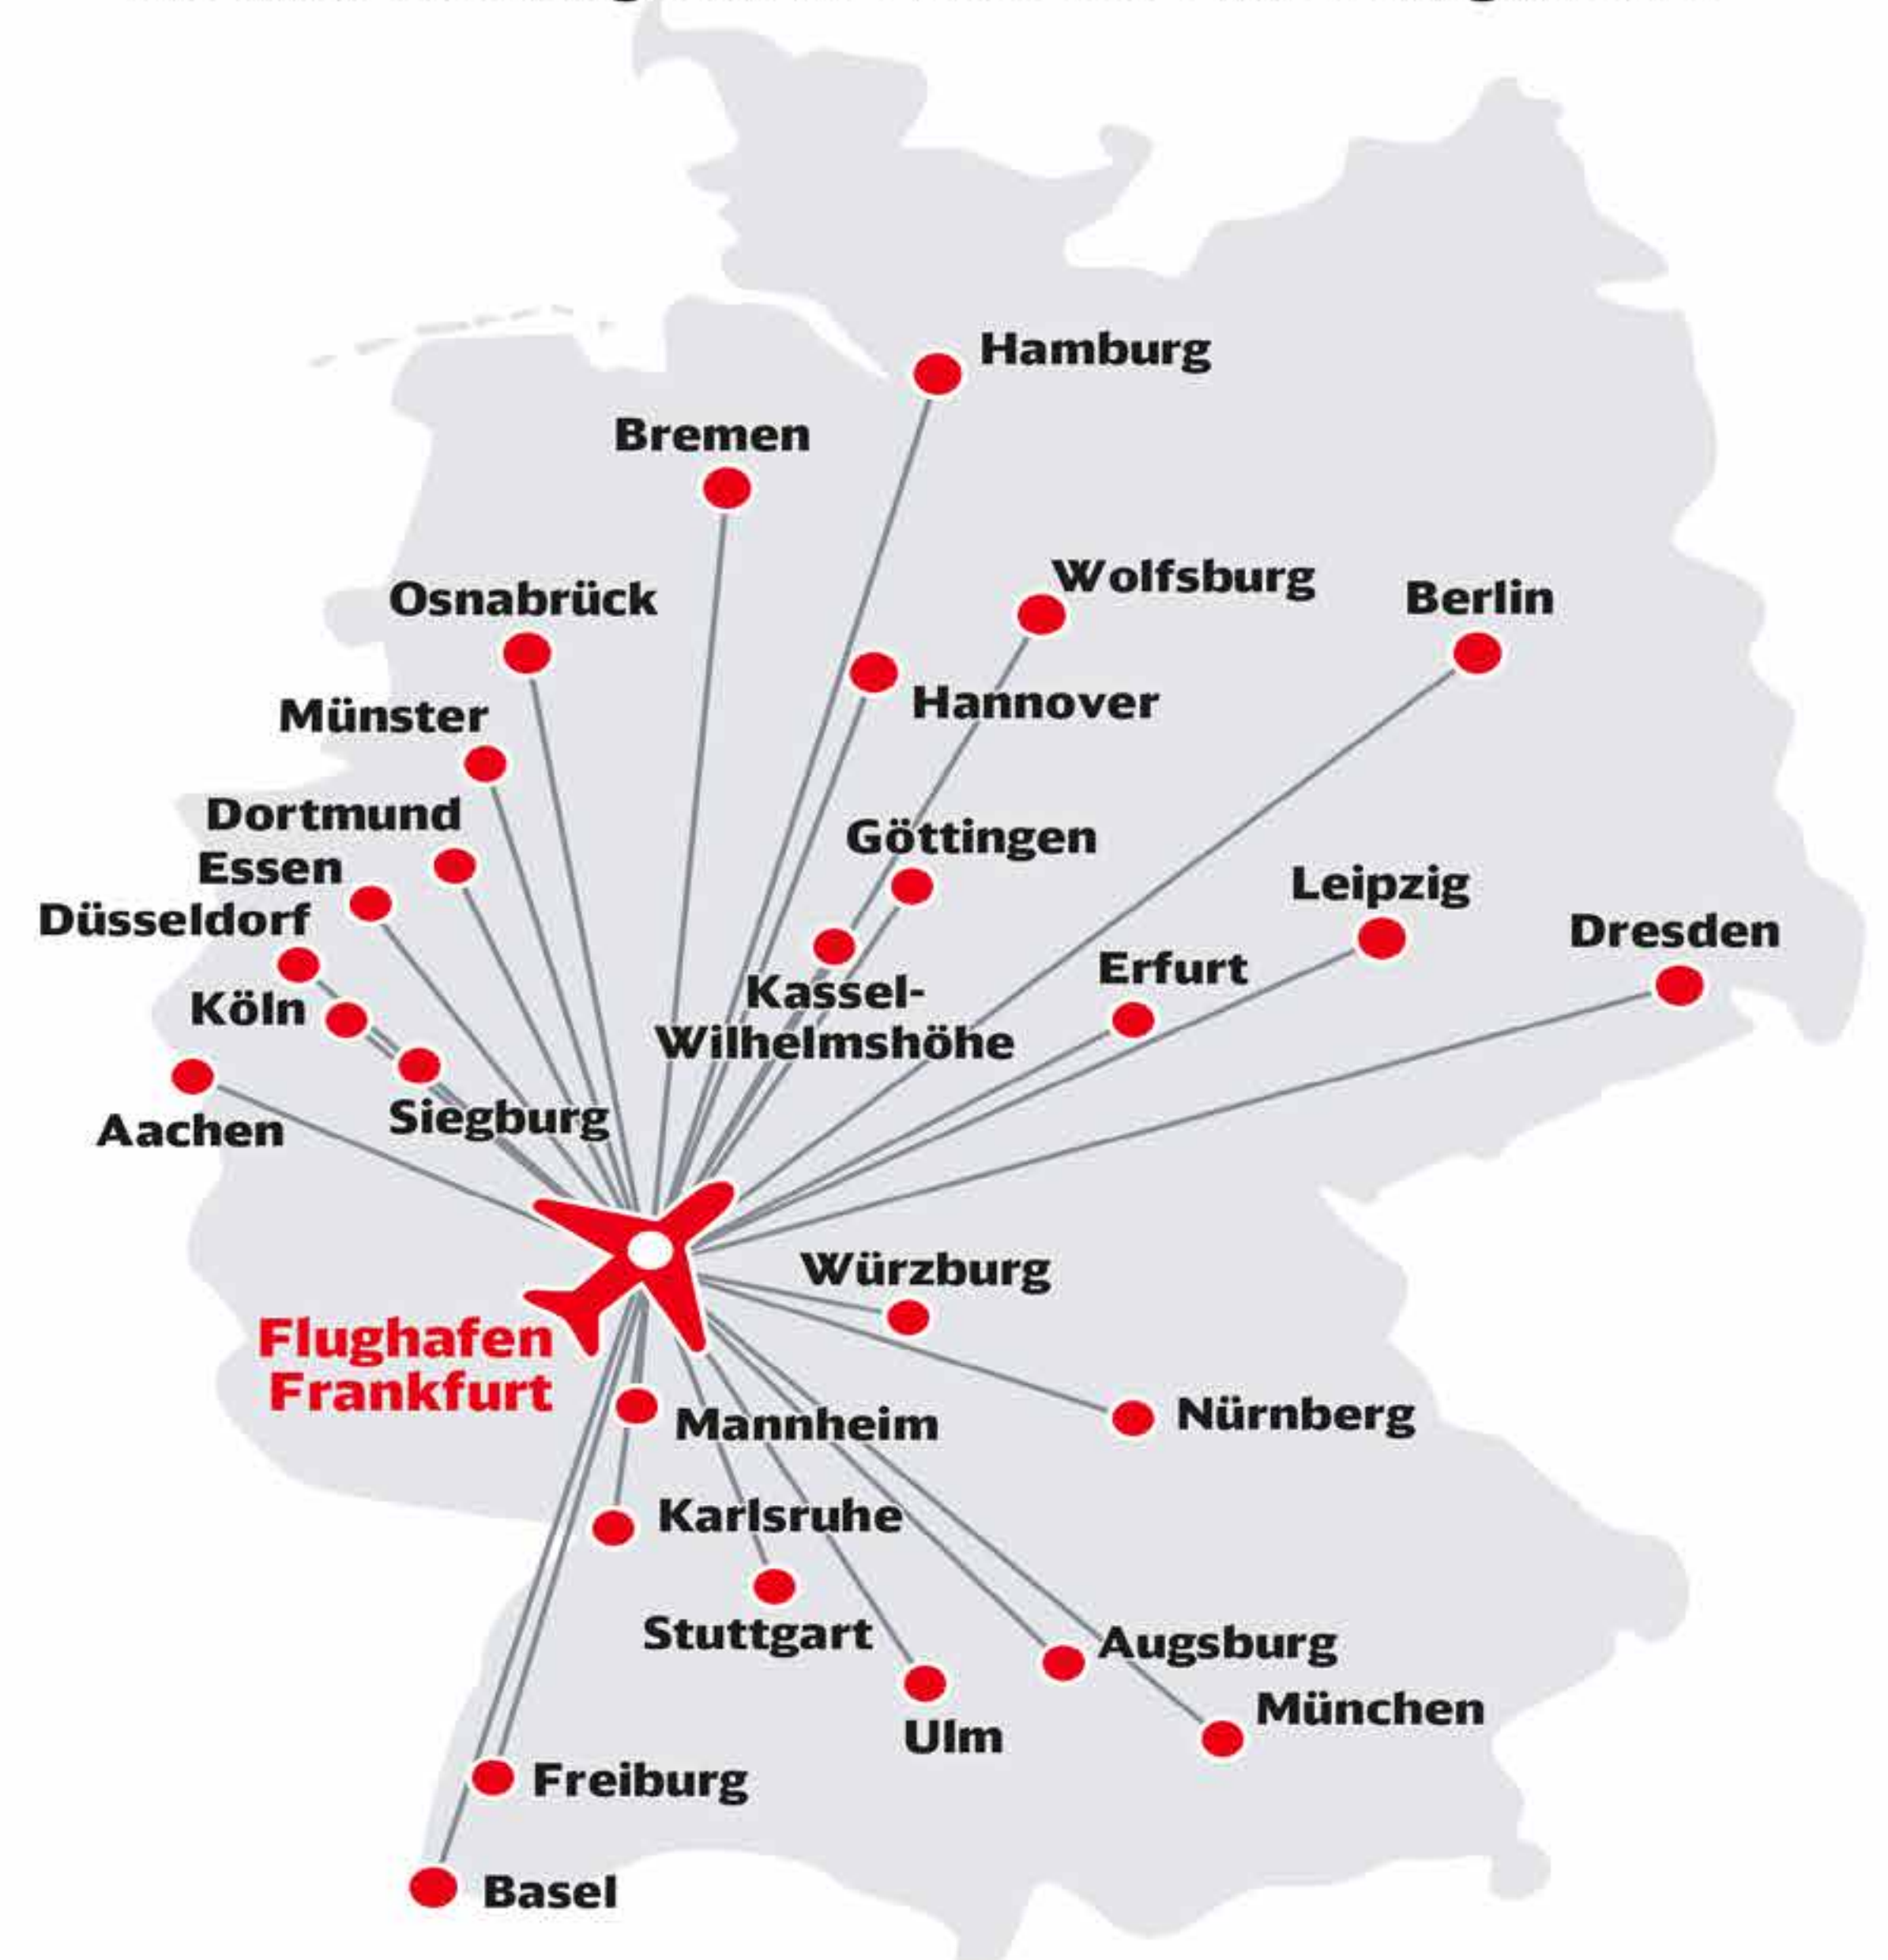 Hamburg
Bremen
Wolfsburg
Berlin
Osnabrück
Hannover
Münster
Dortmund
Göttingen
Essen
Leipzig
Düsseldorf
Dresden
Erfurt
Kassel-
Wilhelmshöhe
Köln
Siegburg
Aachen
Würzburg
Flughafen
Frankfurt
Nürnberg
Mannheim
Karlsruhe
Stuttgart
Augsburg
München
Ulm
Freiburg
Basel